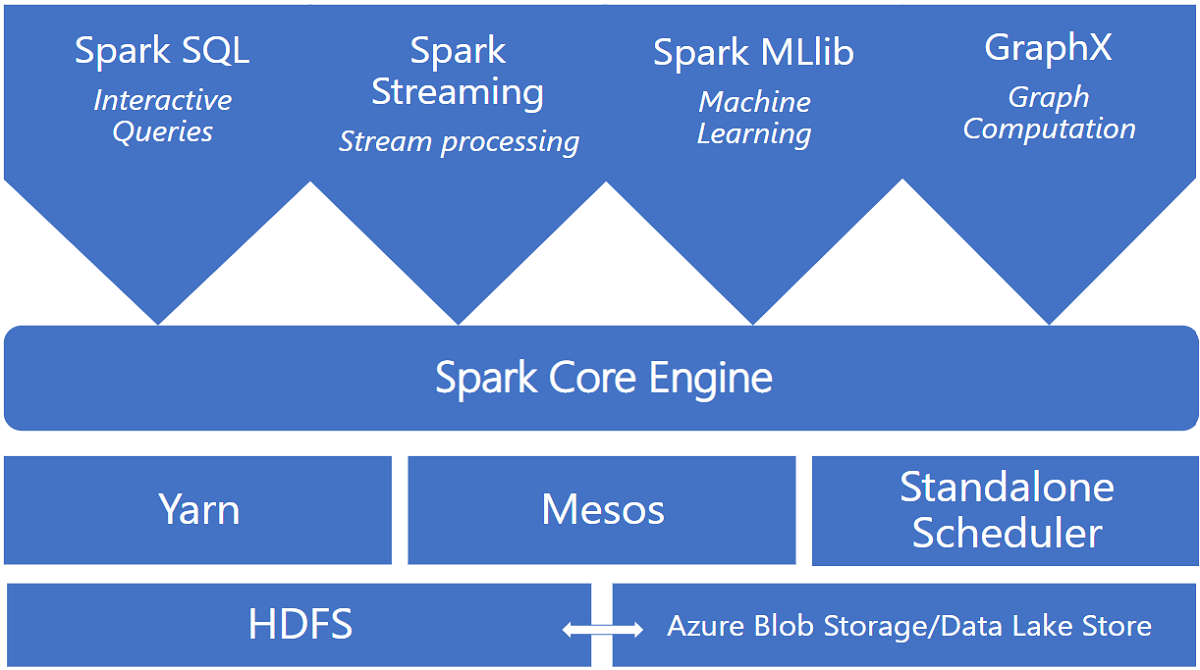 Spark SQL
Interactive
Queries
Spark
Streaming
Stream processing
Spark MLlib
Machine
Learning
GraphX
Graph
Computation
Spark Core Engine
Yarn
Mesos
Standalone
Scheduler
HDFS
Azure Blob Storage/Data Lake Store